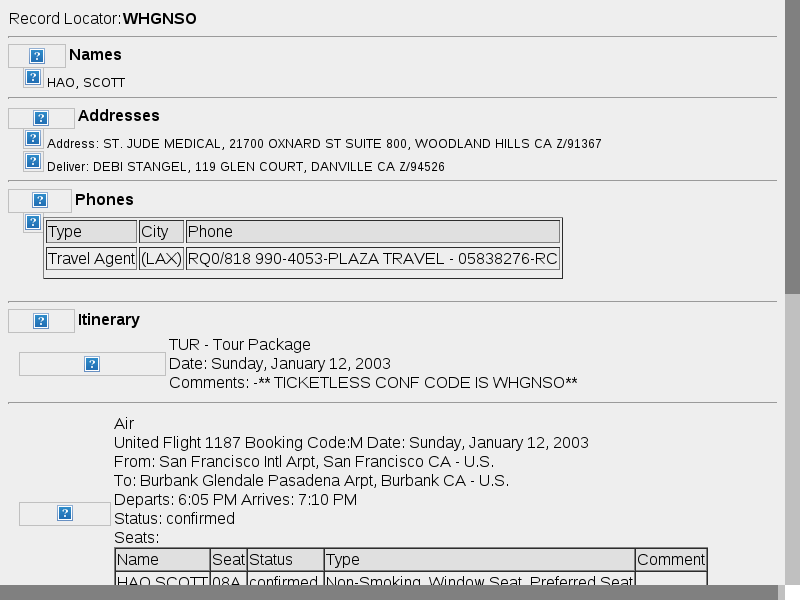 Record Locator:WHGNSO
Names
HAO, SCOTT
Addresses
Address: ST. JUDE MEDICAL, 21700 OXNARD ST SUITE 800, WOODLAND HILLS CA Z/91367
Deliver: DEBI STANGEL, 119 GLEN COURT, DANVILLE CA Z/94526
Phones
Type City Phone
Travel Agent (LAX) RQ0/818 990-4053-PLAZA TRAVEL - 05838276-RC
Itinerary
TUR - Tour Package
Date: Sunday, January 12, 2003
Comments: -** TICKETLESS CONF CODE IS WHGNSO**
Air
United Flight 1187 Booking Code:M Date: Sunday, January 12, 2003
From: San Francisco Intl Arpt, San Francisco CA - U.S.
To: Burbank Glendale Pasadena Arpt, Burbank CA - U.S.
Departs: 6:05 PM Arrives: 7:10 PM
Status: confirmed
Seats:
Name Seat Status Type Comment
HAO SCOTT 08A confirmed Non-Smoking, Window Seat, Preferred Seat